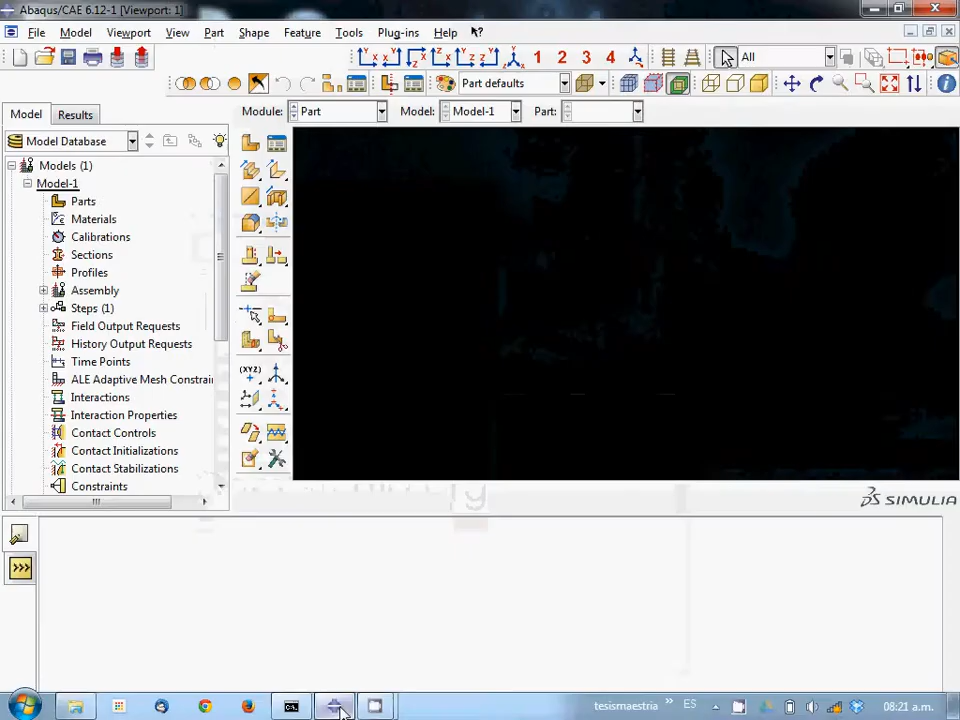 Abaqus/CAE 6.12-1 [Viewport: 1]
File Model Viewport View Part Shape Feature Tools Plug-ins Help
1 2 3 4 All
Part defaults
Module: Part Model: Model-1 Part:
Model Results
Model Database
Models (1)
Model-1
Parts
Materials
Calibrations
Sections
Profiles
Assembly
Steps (1)
Field Output Requests
History Output Requests
Time Points
ALE Adaptive Mesh Constrai
Interactions
Interaction Properties
Contact Controls
Contact Initializations
Contact Stabilizations
Constraints
(XYZ)
SIMULIA
>>>
tesismaestria » ES 08:21 a.m.